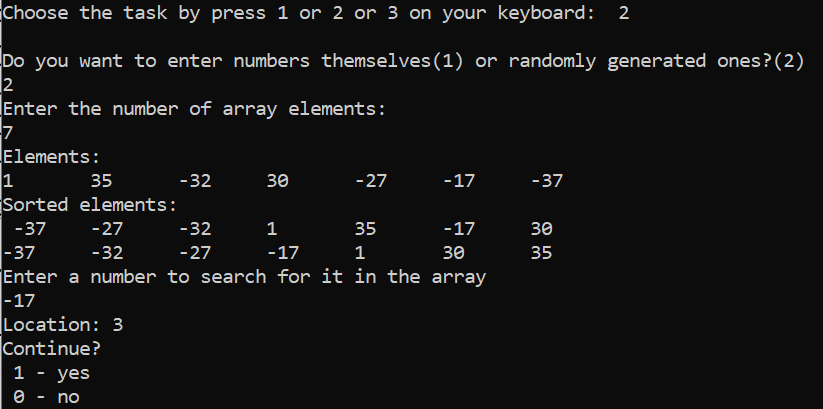 Choose the task by press 1 or 2 or 3 on your keyboard:  2
Do you want to enter numbers themselves(1) or randomly generated ones?(2)
2
Enter the number of array elements:
7
Elements:
1 35 -32 30 -27 -17 -37
Sorted elements:
-37 -27 -32 1 35 -17 30
-37 -32 -27 -17 1 30 35
Enter a number to search for it in the array
-17
Location: 3
Continue?
1 - yes
0 - no